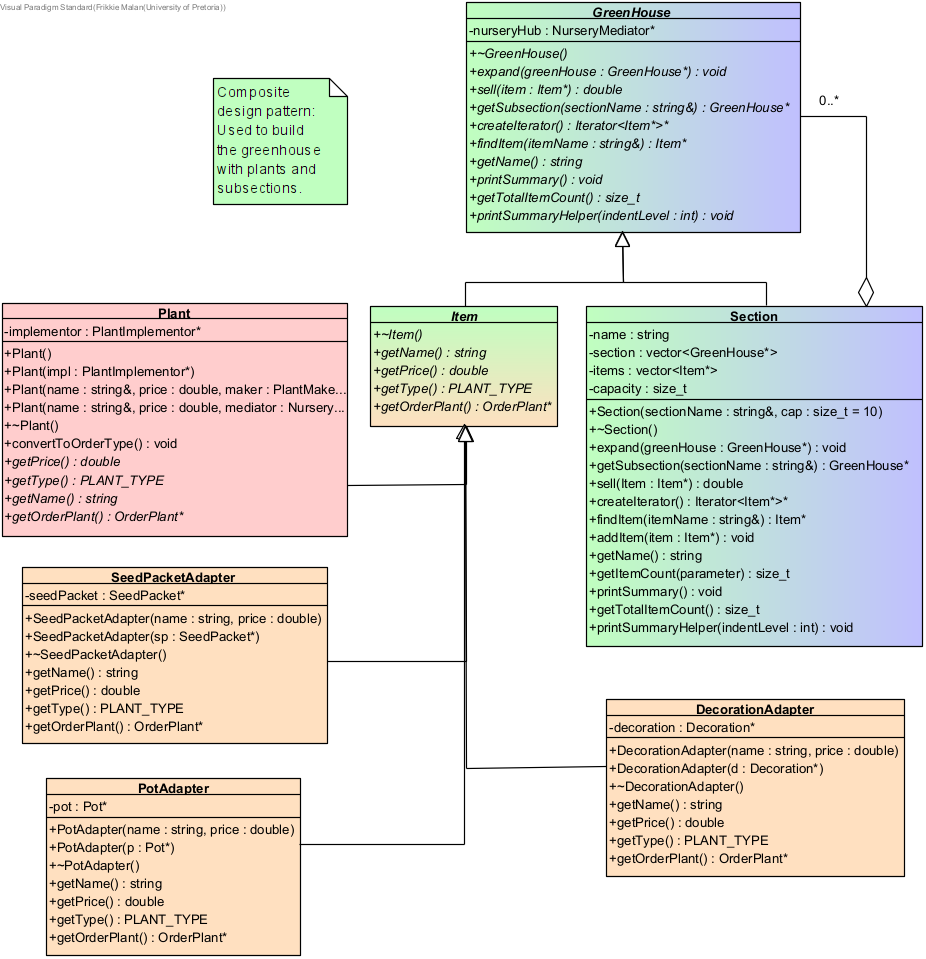 Visual Paradigm Standard(Frikkie Malan(University of Pretoria))
GreenHouse
-nurseryHub : NurseryMediator*
+~GreenHouse()
+expand(greenHouse : GreenHouse*) : void
+sell(item : Item*) : double
+getSubsection(sectionName : string&) : GreenHouse*
+createIterator() : Iterator<Item*>*
+findItem(itemName : string&) : Item*
+getName() : string
+printSummary() : void
+getTotalItemCount() : size_t
+printSummaryHelper(indentLevel : int) : void
Composite
design pattern:
Used to build
the greenhouse
with plants and
subsections.
0..*
Plant
-implementor : PlantImplementor*
+Plant()
+Plant(impl : PlantImplementor*)
+Plant(name : string&, price : double, maker : PlantMake...
+Plant(name : string&, price : double, mediator : Nursery...
+~Plant()
+convertToOrderType() : void
+getPrice() : double
+getType() : PLANT_TYPE
+getName() : string
+getOrderPlant() : OrderPlant*
Item
+~Item()
+getName() : string
+getPrice() : double
+getType() : PLANT_TYPE
+getOrderPlant() : OrderPlant*
Section
-name : string
-section : vector<GreenHouse*>
-items : vector<Item*>
-capacity : size_t
+Section(sectionName : string&, cap : size_t = 10)
+~Section()
+expand(greenHouse : GreenHouse*) : void
+getSubsection(sectionName : string&) : GreenHouse*
+sell(Item : Item*) : double
+createIterator() : Iterator<Item*>*
+findItem(itemName : string&) : Item*
+addItem(item : Item*) : void
+getName() : string
+getItemCount(parameter) : size_t
+printSummary() : void
+getTotalItemCount() : size_t
+printSummaryHelper(indentLevel : int) : void
SeedPacketAdapter
-seedPacket : SeedPacket*
+SeedPacketAdapter(name : string, price : double)
+SeedPacketAdapter(sp : SeedPacket*)
+~SeedPacketAdapter()
+getName() : string
+getPrice() : double
+getType() : PLANT_TYPE
+getOrderPlant() : OrderPlant*
DecorationAdapter
-decoration : Decoration*
+DecorationAdapter(name : string, price : double)
+DecorationAdapter(d : Decoration*)
+~DecorationAdapter()
+getName() : string
+getPrice() : double
+getType() : PLANT_TYPE
+getOrderPlant() : OrderPlant*
PotAdapter
-pot : Pot*
+PotAdapter(name : string, price : double)
+PotAdapter(p : Pot*)
+~PotAdapter()
+getName() : string
+getPrice() : double
+getType() : PLANT_TYPE
+getOrderPlant() : OrderPlant*